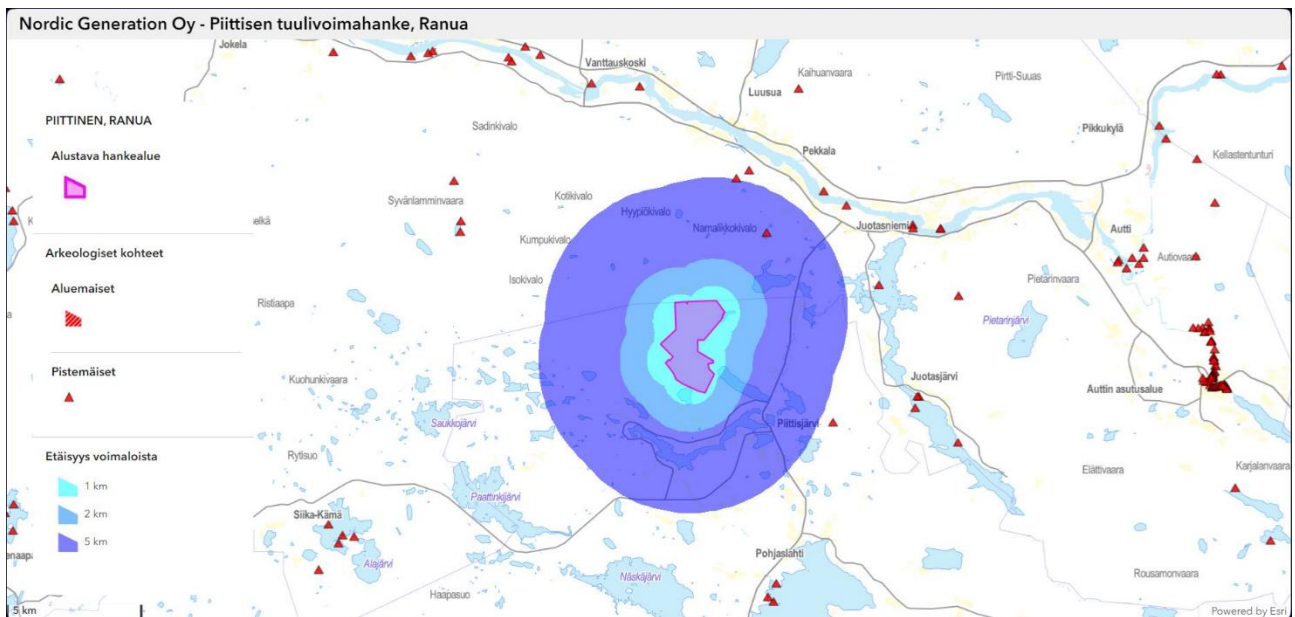 Nordic Generation Oy - Piittisen tuulivoimahanke, Ranua
Jokela
Vanttauskoski
Kaihuanvaara
Pirtti-Suuas
Luusua
PIITTINEN, RANUA
Sadinkivalo
Pikkukylä
Alustava hankealue
Pekkala
Kellastentunturi
Syvänlamminvaara
Kotikivalo
Hyypiökivalo
Namalikkokivalo
Juotasniemi
Autti
Kumpukivalo
Arkeologiset kohteet
Autiovaara
Isokivalo
Pietarinvaara
Aluemaiset
Ristiaapa
Pietarinjärvi
Pistemäiset
Kuohunkivaara
Juotasjärvi
Auttin asutusalue
Saukkojärvi
Piittisjärvi
Etäisyys voimaloista
Rytisuo
Elättivaara
Karjalanvaara
1 km
Paattinkijärvi
2 km
Siika-Kämä
5 km
Pohjaslahti
Alajärvi
Näskäjärvi
Rousamonvaara
Haapasuo
5 km
Powered by Esri